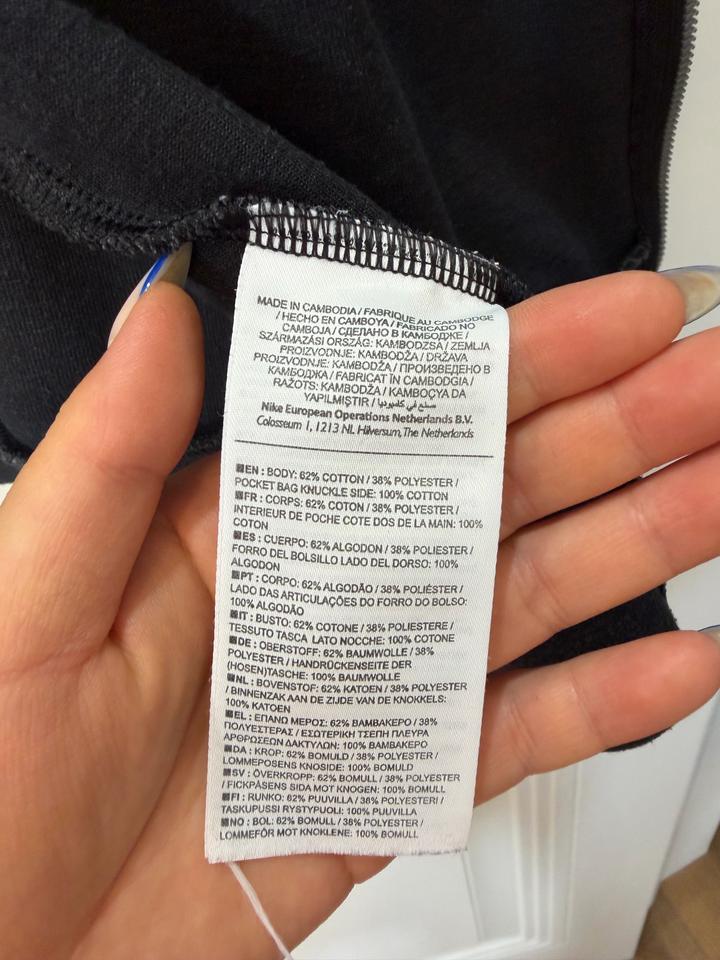 MADE IN CAMBODIA / FABRIQUE AU CAMBODGE
/ HECHO EN CAMBOYA / FABRICADO NO
CAMBOJA / СДЕЛАНО В КАМБОДЖЕ /
SZÁRMAZÁSI ORSZÁG: KAMBODZSA / ZEMLJA
PROIZVODNJE: KAMBODŽA / DRŽAVA
PROIZVODNJE: KAMBODŽA / ПРОИЗВЕДЕНО В
КАМБОДЖА / FABRICAT ÎN CAMBODGIA /
RAŽOTS: KAMBODŽA / KAMBOÇYA DA
YAPILMIŞTIR / صنع في كامبوديا
Nike European Operations Netherlands B.V.
Colosseum 1, 1213 NL Hilversum, The Netherlands
EN : BODY: 62% COTTON / 38% POLYESTER /
POCKET BAG KNUCKLE SIDE: 100% COTTON
FR : CORPS: 62% COTON / 38% POLYESTER /
INTERIEUR DE POCHE COTE DOS DE LA MAIN: 100%
COTON
ES : CUERPO: 62% ALGODON / 38% POLIESTER /
FORRO DEL BOLSILLO LADO DEL DORSO: 100%
ALGODON
PT : CORPO: 62% ALGODÃO / 38% POLIÉSTER /
LADO DAS ARTICULAÇÕES DO FORRO DO BOLSO:
100% ALGODÃO
IT : BUSTO: 62% COTONE / 38% POLIESTERE /
TESSUTO TASCA LATO NOCCHE: 100% COTONE
DE : OBERSTOFF: 62% BAUMWOLLE / 38%
POLYESTER / HANDRÜCKENSEITE DER
(HOSEN)TASCHE: 100% BAUMWOLLE
NL : BOVENSTOF: 62% KATOEN / 38% POLYESTER
/ BINNENZAK AAN DE ZIJDE VAN DE KNOKKELS:
100% KATOEN
EL : ΕΠΑΝΩ ΜΕΡΟΣ: 62% ΒΑΜΒΑΚΕΡΟ / 38%
ΠΟΛΥΕΣΤΕΡΑΣ / ΕΣΩΤΕΡΙΚΗ ΤΣΕΠΗ ΠΛΕΥΡΑ
ΑΡΘΡΩΣΕΩΝ ΔΑΚΤΥΛΩΝ: 100% ΒΑΜΒΑΚΕΡΟ
DA : KROP: 62% BOMULD / 38% POLYESTER /
LOMMEPOSENS KNOSIDE: 100% BOMULD
SV : ÖVERKROPP: 62% BOMULL / 38% POLYESTER
/ FICKPÅSENS SIDA MOT KNOGEN: 100% BOMULL
FI : RUNKO: 62% PUUVILLA / 38% POLYESTERI /
TASKUPUSSI RYSTYPUOLI: 100% PUUVILLA
NO : BOL: 62% BOMULL / 38% POLYESTER /
LOMMEFÔR MOT KNOKLENE: 100% BOMULL